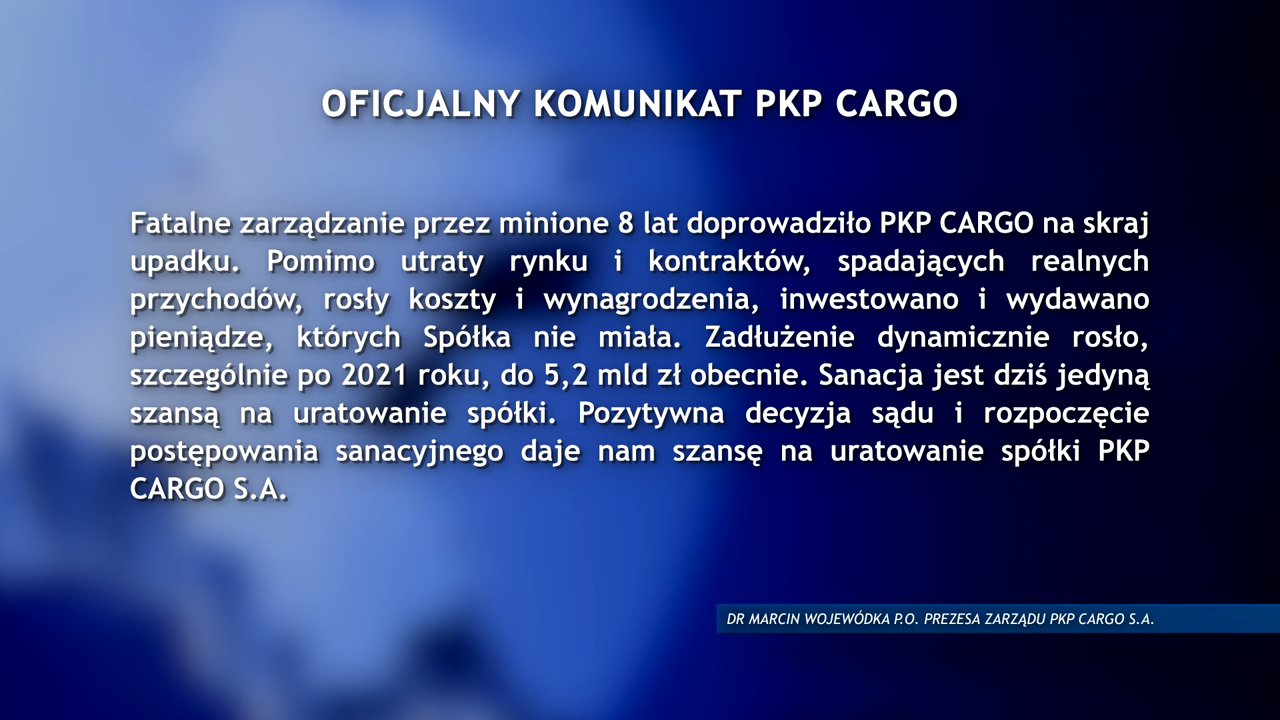 OFICJALNY KOMUNIKAT PKP CARGO
Fatalne zarządzanie przez minione 8 lat doprowadziło PKP CARGO na skraj
upadku. Pomimo utraty rynku i kontraktów, spadających realnych
przychodów, rosły koszty i wynagrodzenia, inwestowano i wydawano
pieniądze, których Spółka nie miała. Zadłużenie dynamicznie rosło,
szczególnie po 2021 roku, do 5,2 mld zł obecnie. Sanacja jest dziś jedyną
szansą na uratowanie spółki. Pozytywna decyzja sądu i rozpoczęcie
postępowania sanacyjnego daje nam szansę na uratowanie spółki PKP
CARGO S.A.
DR MARCIN WOJEWÓDKA P.O. PREZESA ZARZĄDU PKP CARGO S.A.